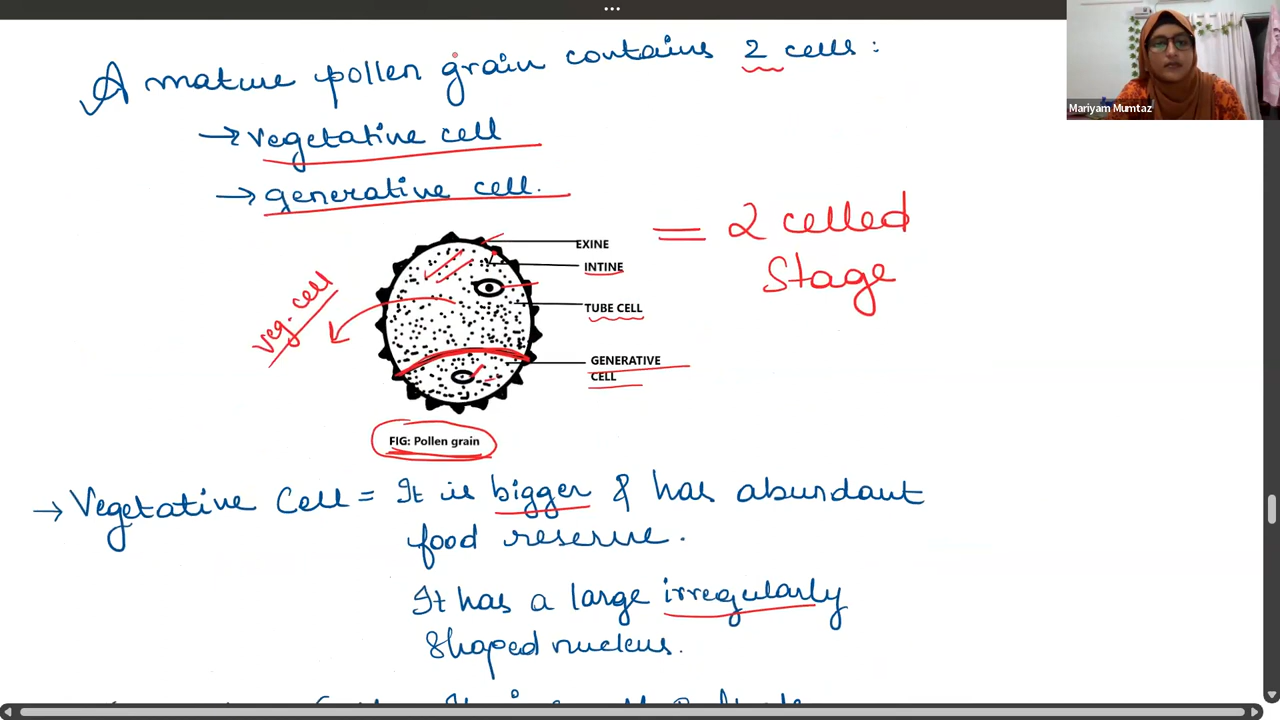 A mature pollen grain contains 2 cells :
Mariyam Mumtaz
→ vegetative cell
→ generative cell.
= 2 celled
stage
EXINE
INTINE
TUBE CELL
veg. cell
GENERATIVE
CELL
FIG: Pollen grain
→ Vegetative Cell = It is bigger & has abundant
food reserve.
It has a large irregularly
shaped nucleus.